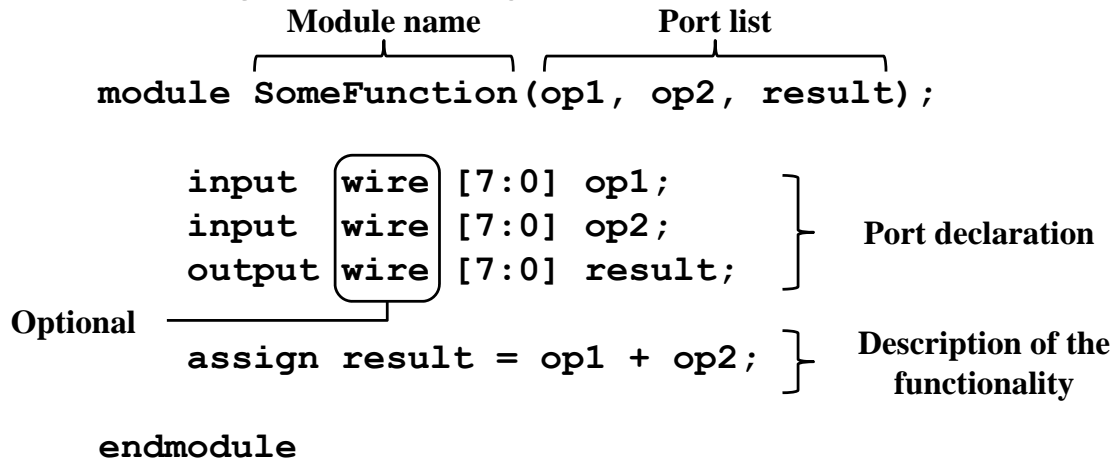 Module name Port list
module SomeFunction(op1, op2, result);
input wire [7:0] op1;
input wire [7:0] op2;
output wire [7:0] result;
Port declaration
Optional
assign result = op1 + op2;
Description of the
functionality
endmodule